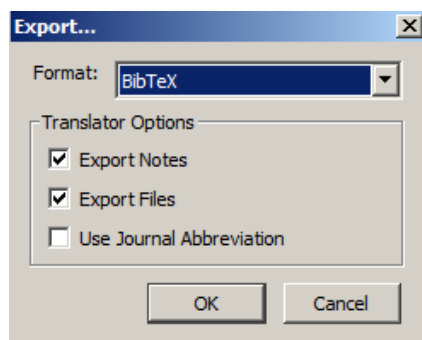 Export...
Format: BibTeX
Translator Options
Export Notes
Export Files
Use Journal Abbreviation
OK Cancel